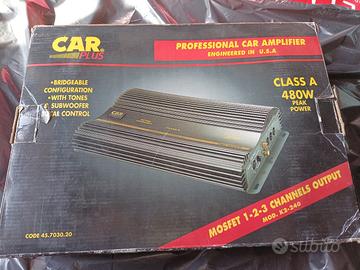 CAR
PLUS
PROFESSIONAL CAR AMPLIFIER
ENGINEERED IN U.S.A
•BRIDGEABLE
CONFIGURATION
•WITH TONES
& SUBWOOFER
CONTROL
CLASS A
480W
PEAK
POWER
CAR
MOSFET 1-2-3 CHANNELS OUTPUT
MOD. KS-240
CODE 45.7030.20
subito